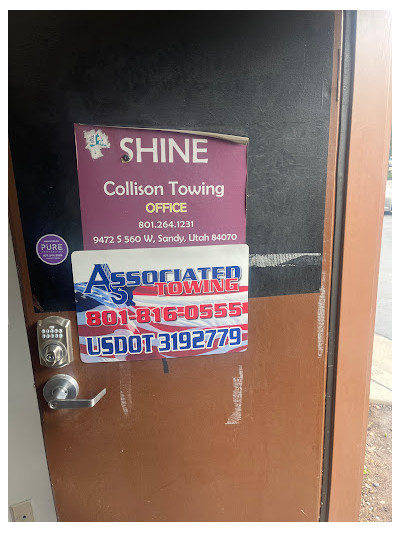 SHINE
Collison Towing
OFFICE
801.264.1231
9472 S 560 W, Sandy, Utah 84070
PURE
ASSOCIATED
TOWING
801-816-0555
USDOT 3192779